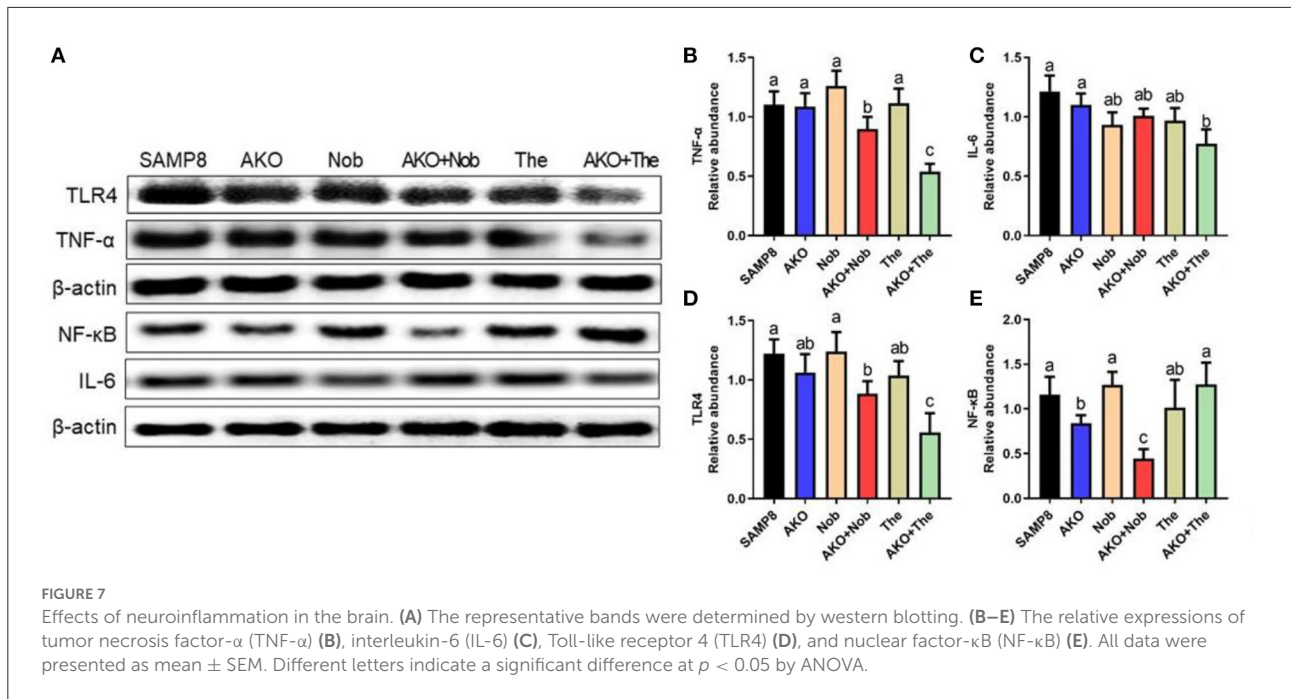 A
SAMP8 AKO Nob AKO+Nob The AKO+The
TLR4
TNF-α
β-actin
NF-κB
IL-6
β-actin
B
TNF-α
Relative abundance
1.5
1.0
0.5
0.0
a a a b a c
SAMP8 AKO Nob AKO+Nob The AKO+The
C
IL-6
Relative abundance
1.5
1.0
0.5
0.0
a a ab ab ab b
SAMP8 AKO Nob AKO+Nob The AKO+The
D
TLR4
Relative abundance
1.5
1.0
0.5
0.0
a ab a b ab c
SAMP8 AKO Nob AKO+Nob The AKO+The
E
NF-κB
Relative abundance
2.0
1.5
1.0
0.5
0.0
a b a c ab a
SAMP8 AKO Nob AKO+Nob The AKO+The
FIGURE 7
Effects of neuroinflammation in the brain. (A) The representative bands were determined by western blotting. (B–E) The relative expressions of
tumor necrosis factor-α (TNF-α) (B), interleukin-6 (IL-6) (C), Toll-like receptor 4 (TLR4) (D), and nuclear factor-κB (NF-κB) (E). All data were
presented as mean ± SEM. Different letters indicate a significant difference at p < 0.05 by ANOVA.